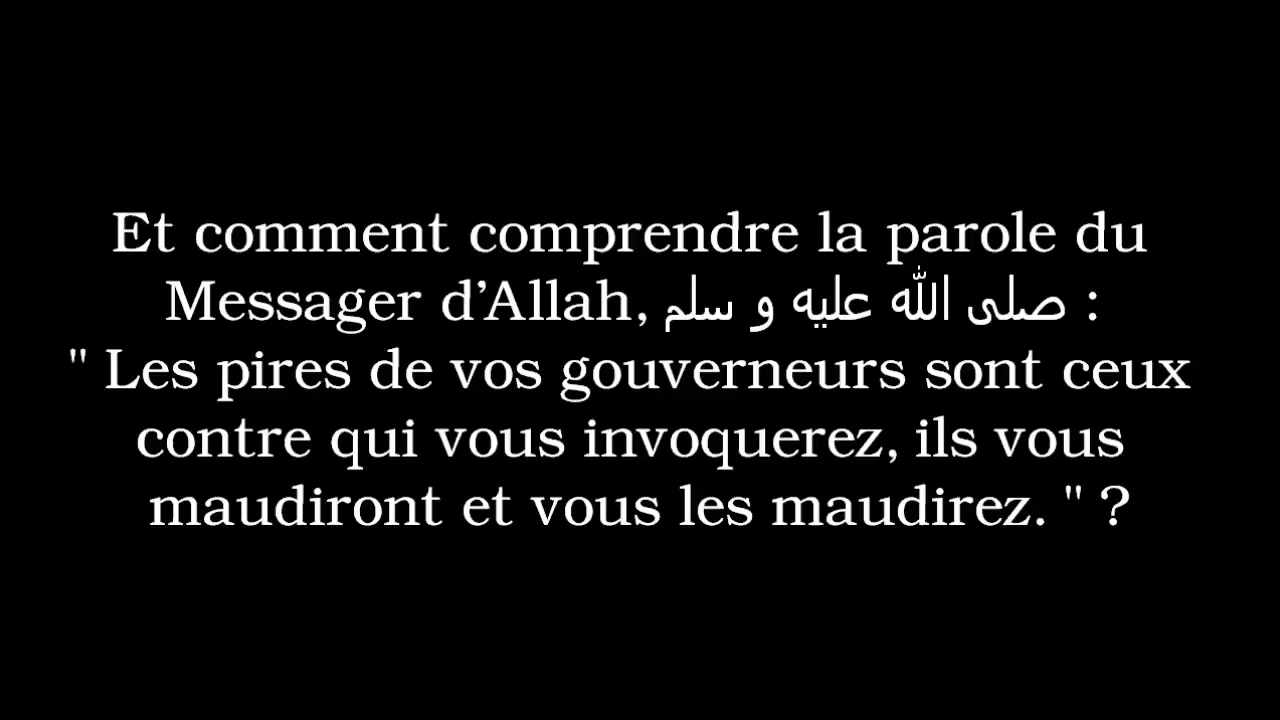 Et comment comprendre la parole du
Messager d’Allah, صلى الله عليه و سلم :
" Les pires de vos gouverneurs sont ceux
contre qui vous invoquerez, ils vous
maudiront et vous les maudirez. " ?